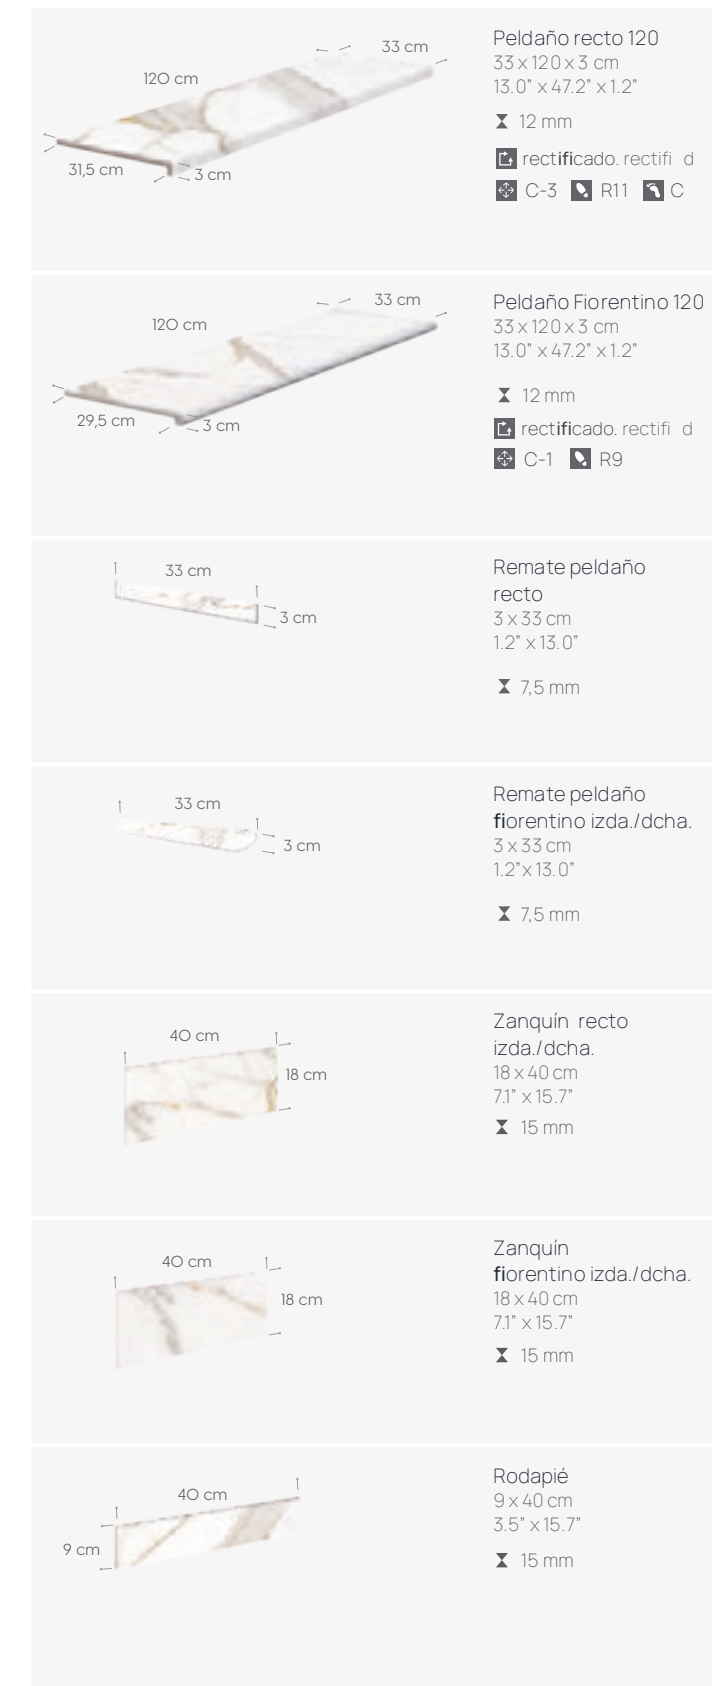 33 cm
120 cm
31,5 cm
3 cm
Peldaño recto 120
33 x 120 x 3 cm
13.0” x 47.2” x 1.2”
12 mm
rectificado. rectifi d
C-3 R11 C
33 cm
120 cm
29,5 cm
3 cm
Peldaño Fiorentino 120
33 x 120 x 3 cm
13.0” x 47.2” x 1.2”
12 mm
rectificado. rectifi d
C-1 R9
33 cm
3 cm
Remate peldaño
recto
3 x 33 cm
1.2” x 13.0”
7,5 mm
33 cm
3 cm
Remate peldaño
fiorentino izda./dcha.
3 x 33 cm
1.2” x 13.0”
7,5 mm
40 cm
18 cm
Zanquín recto
izda./dcha.
18 x 40 cm
7.1” x 15.7”
15 mm
40 cm
18 cm
Zanquín
fiorentino izda./dcha.
18 x 40 cm
7.1” x 15.7”
15 mm
40 cm
9 cm
Rodapié
9 x 40 cm
3.5” x 15.7”
15 mm